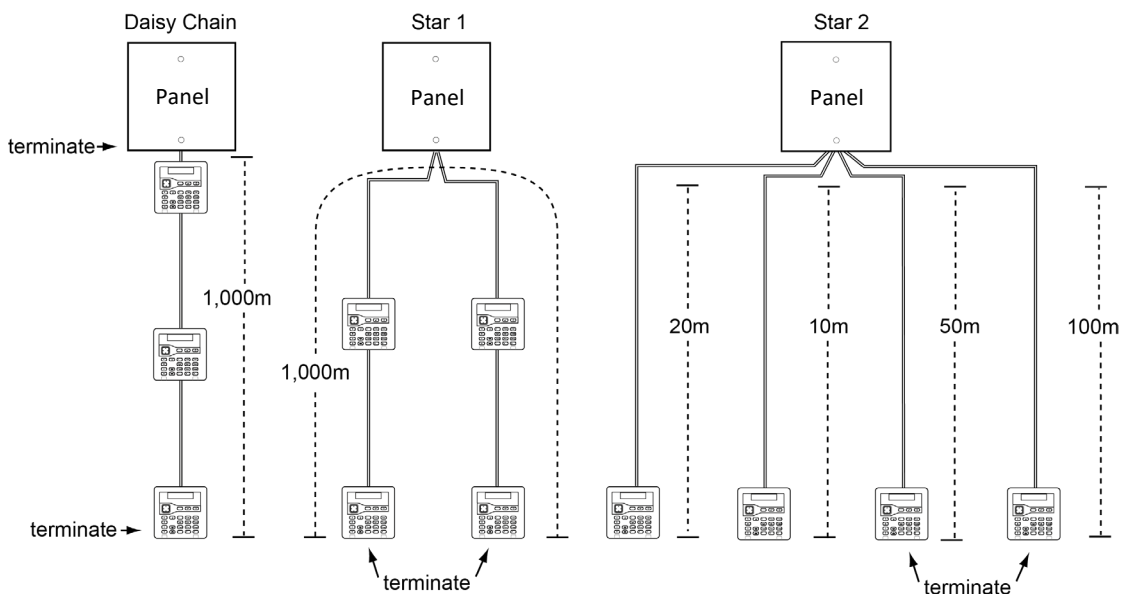 Daisy Chain
Star 1
Star 2
Panel
Panel
Panel
terminate
1,000m
terminate
1,000m
terminate
20m
10m
50m
100m
terminate